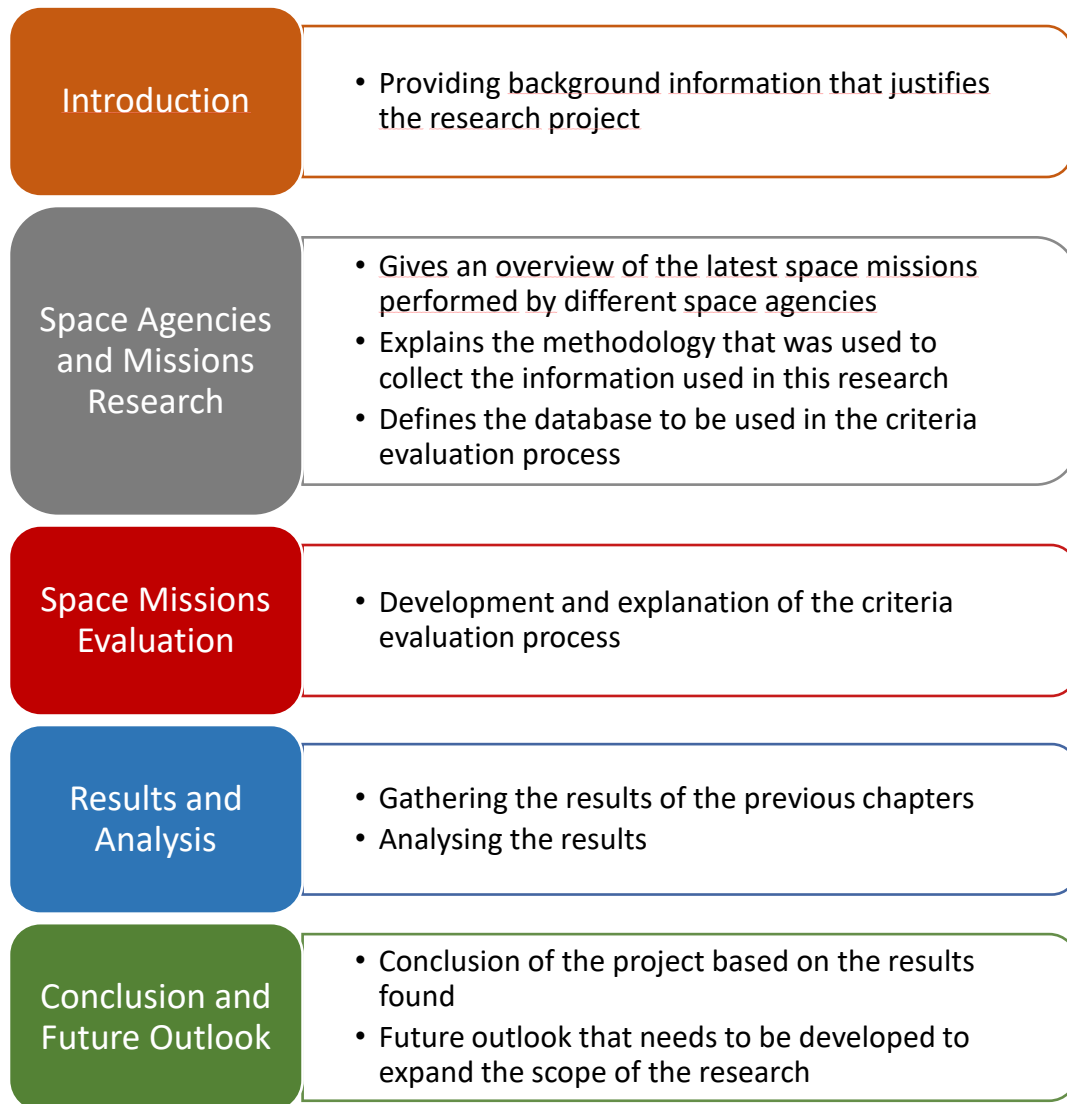 Introduction
• Providing background information that justifies
the research project
Space Agencies
and Missions
Research
• Gives an overview of the latest space missions
performed by different space agencies
• Explains the methodology that was used to
collect the information used in this research
• Defines the database to be used in the criteria
evaluation process
Space Missions
Evaluation
• Development and explanation of the criteria
evaluation process
Results and
Analysis
• Gathering the results of the previous chapters
• Analysing the results
Conclusion and
Future Outlook
• Conclusion of the project based on the results
found
• Future outlook that needs to be developed to
expand the scope of the research